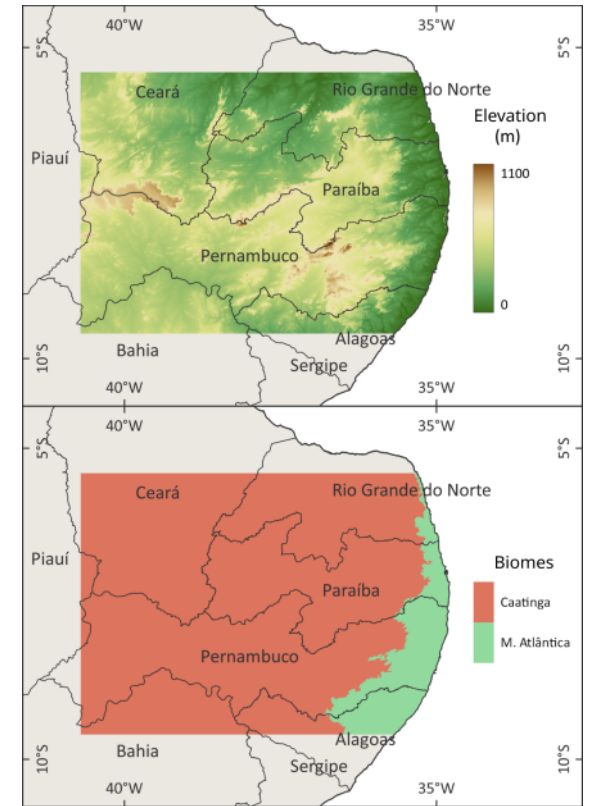 40°W
35°W
5°S
5°S
Ceará
Rio Grande do Norte
Elevation
(m)
1100
0
Piauí
Paraíba
Pernambuco
Alagoas
Bahia
Sergipe
10°S
10°S
40°W
35°W
5°S
5°S
Ceará
Rio Grande do Norte
Piauí
Biomes
Caatinga
M. Atlântica
Paraíba
Pernambuco
Alagoas
Bahia
Sergipe
10°S
10°S
40°W
35°W